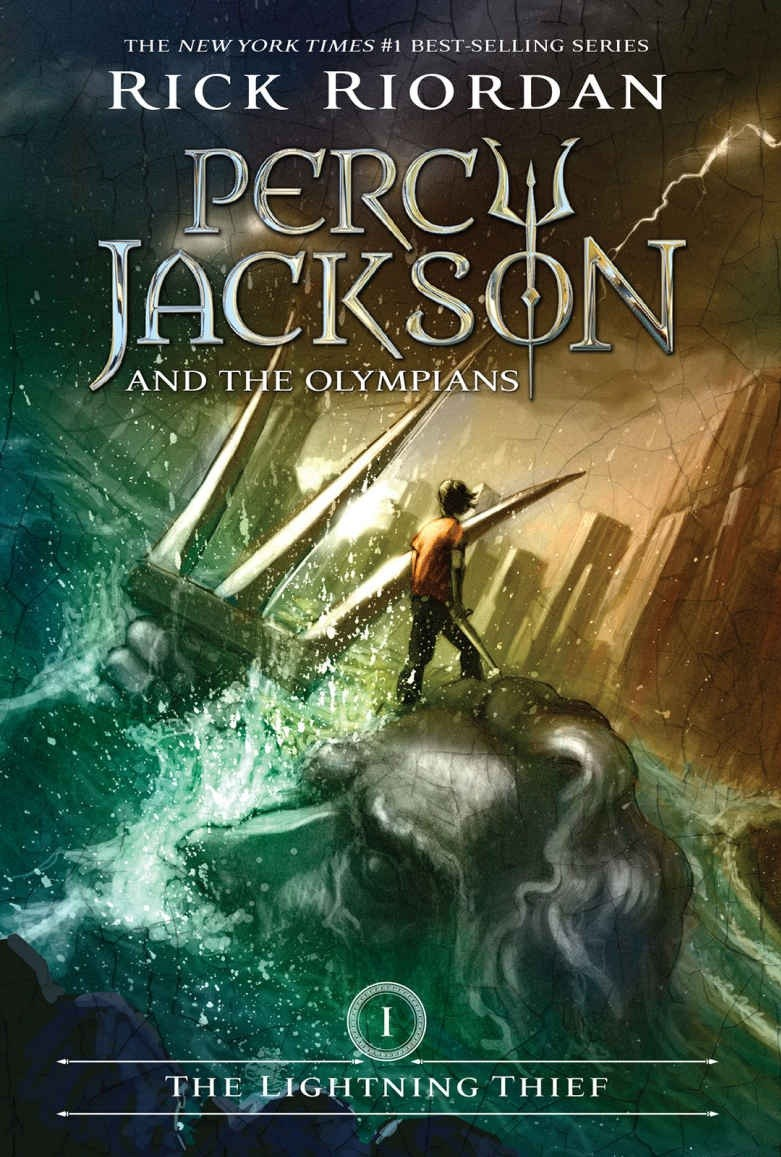 THE NEW YORK TIMES #1 BEST-SELLING SERIES
RICK RIORDAN
PERCY
JACKSON
AND THE OLYMPIANS
I
THE LIGHTNING THIEF